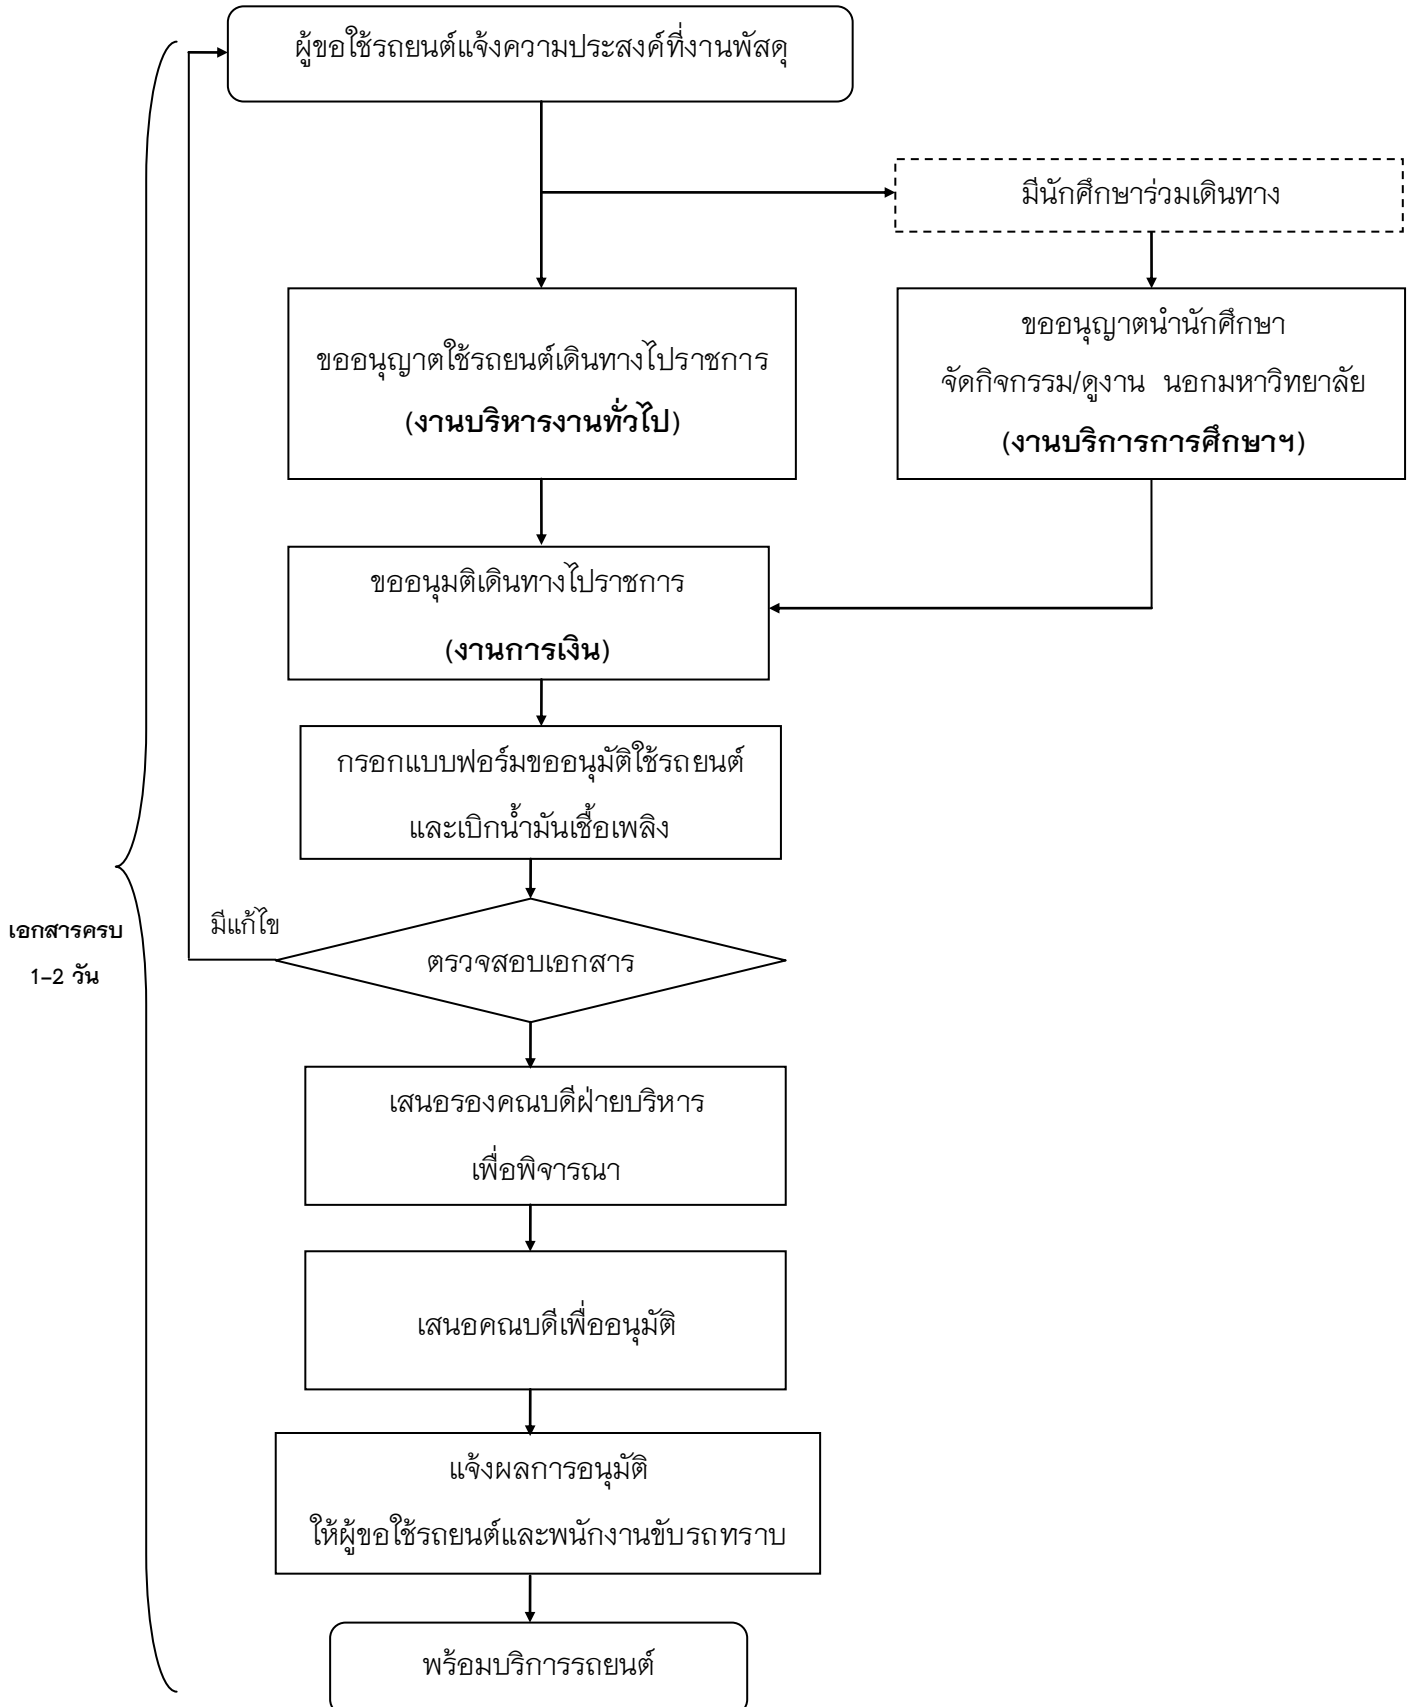 ผู้ขอใช้รถยนต์แจ้งความประสงค์ที่งานพัสดุ
มีนักศึกษาร่วมเดินทาง
ขออนุญาตใช้รถยนต์เดินทางไปราชการ
(งานบริหารงานทั่วไป)
ขออนุญาตนำนักศึกษา
จัดกิจกรรม/ดูงาน นอกมหาวิทยาลัย
(งานบริการการศึกษาฯ)
ขออนุมติเดินทางไปราชการ
(งานการเงิน)
กรอกแบบฟอร์มขออนุมัติใช้รถยนต์
และเบิกน้ำมันเชื้อเพลิง
มีแก้ไข
เอกสารครบ
1-2 วัน
ตรวจสอบเอกสาร
เสนอรองคณบดีฝ่ายบริหาร
เพื่อพิจารณา
เสนอคณบดีเพื่ออนุมัติ
แจ้งผลการอนุมัติ
ให้ผู้ขอใช้รถยนต์และพนักงานขับรถทราบ
พร้อมบริการรถยนต์